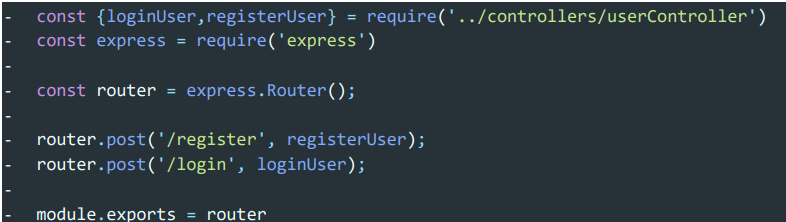 - const {loginUser,registerUser} = require('../controllers/userController')
- const express = require('express')
-
- const router = express.Router();
-
- router.post('/register', registerUser);
- router.post('/login', loginUser);
-
- module.exports = router